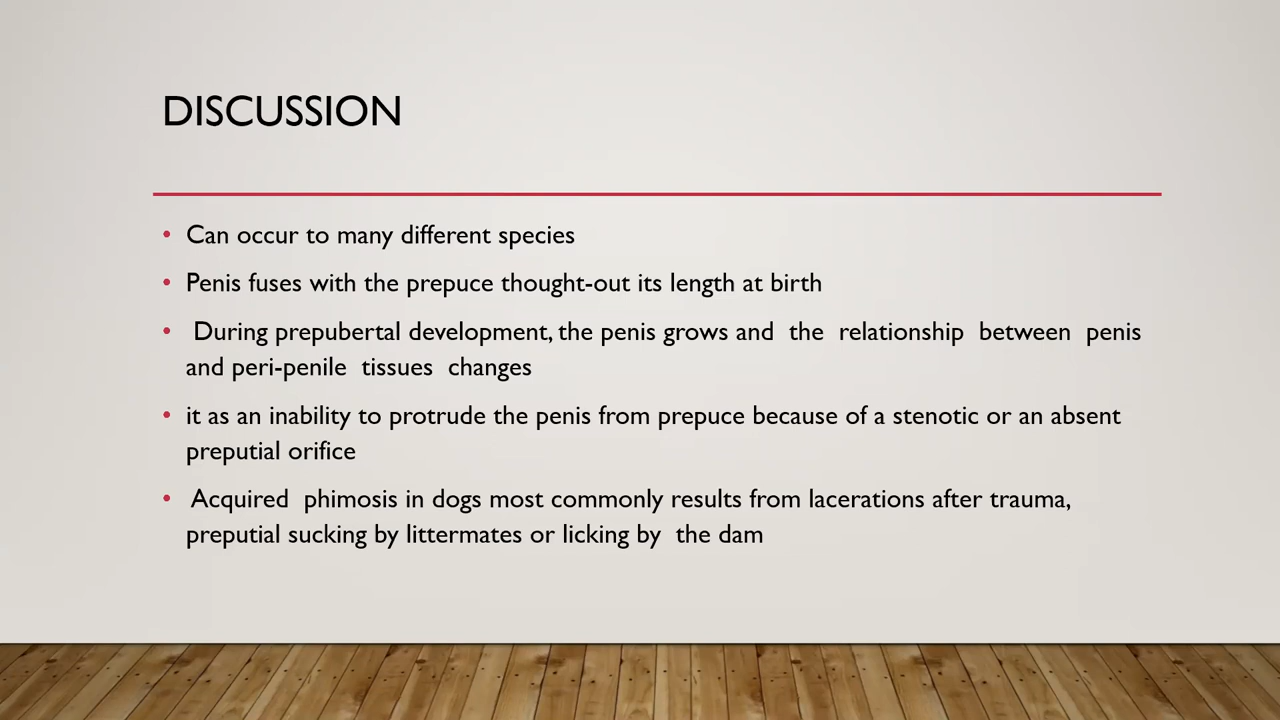 DISCUSSION
• Can occur to many different species
• Penis fuses with the prepuce thought-out its length at birth
• During prepubertal development, the penis grows and the relationship between penis
and peri-penile tissues changes
• it as an inability to protrude the penis from prepuce because of a stenotic or an absent
preputial orifice
• Acquired phimosis in dogs most commonly results from lacerations after trauma,
preputial sucking by littermates or licking by the dam